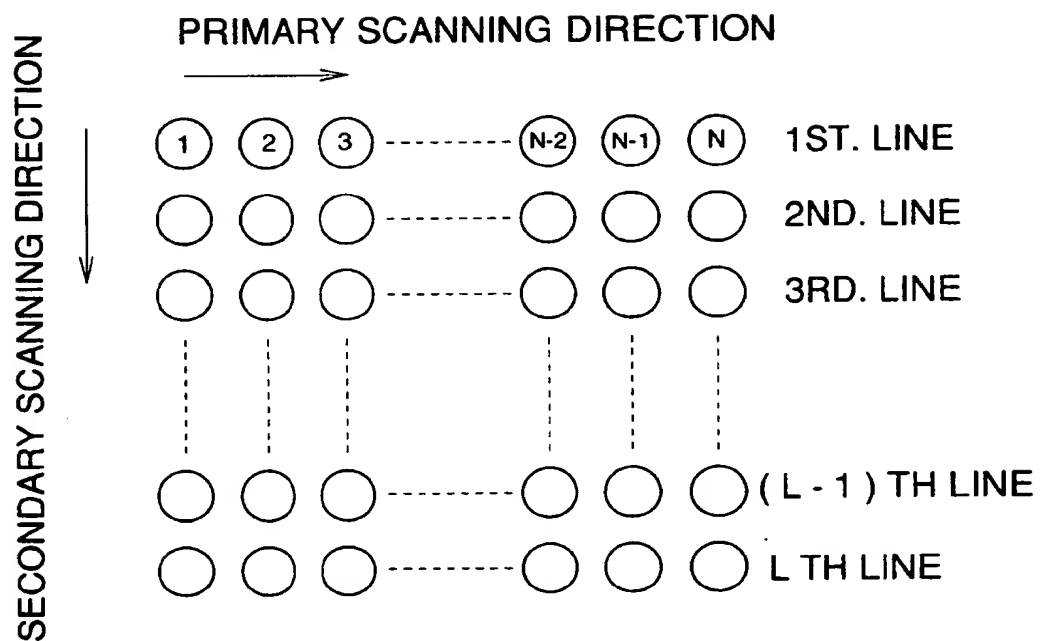 PRIMARY SCANNING DIRECTION
SECONDARY SCANNING DIRECTION
1 2 3 N-2 N-1 N 1ST. LINE
2ND. LINE
3RD. LINE
( L - 1 ) TH LINE
L TH LINE